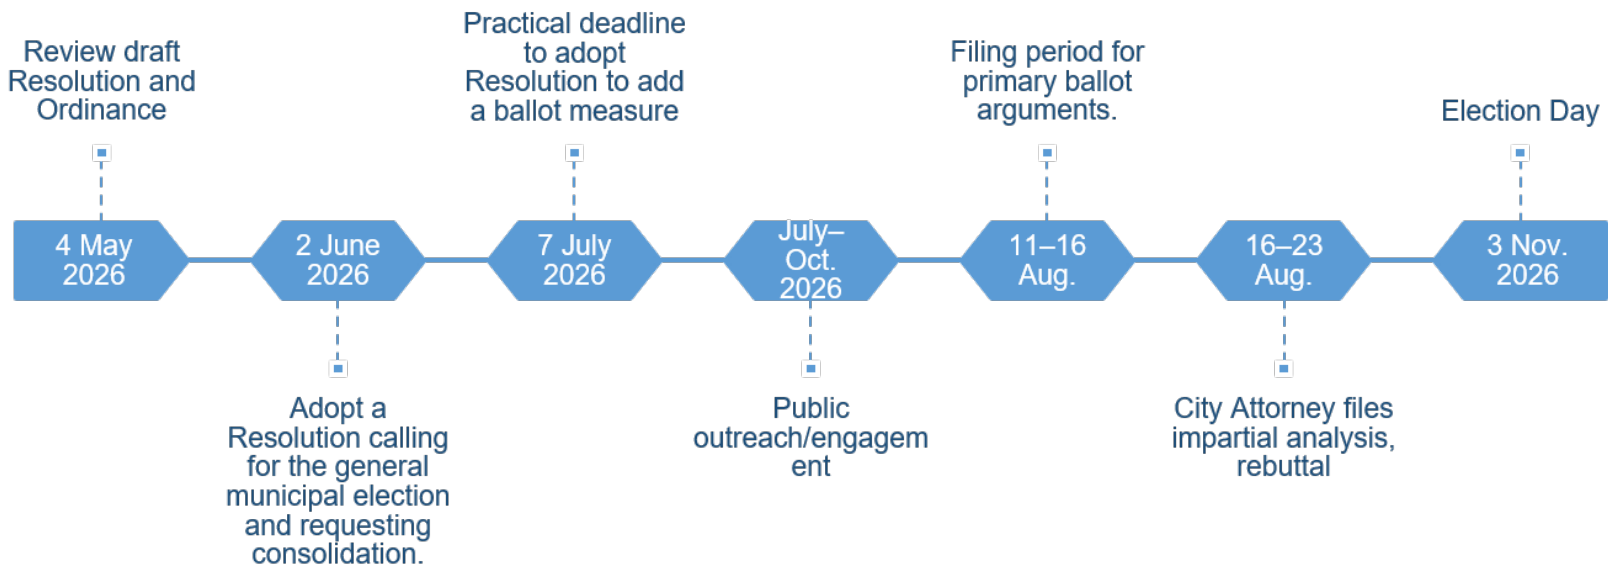 Review draft
Resolution and
Ordinance
4 May
2026
2 June
2026
Adopt a
Resolution calling
for the general
municipal election
and requesting
consolidation.
Practical deadline
to adopt
Resolution to add
a ballot measure
7 July
2026
July–
Oct.
2026
Public
outreach/engagem
ent
Filing period for
primary ballot
arguments.
11–16
Aug.
16–23
Aug.
City Attorney files
impartial analysis,
rebuttal
Election Day
3 Nov.
2026